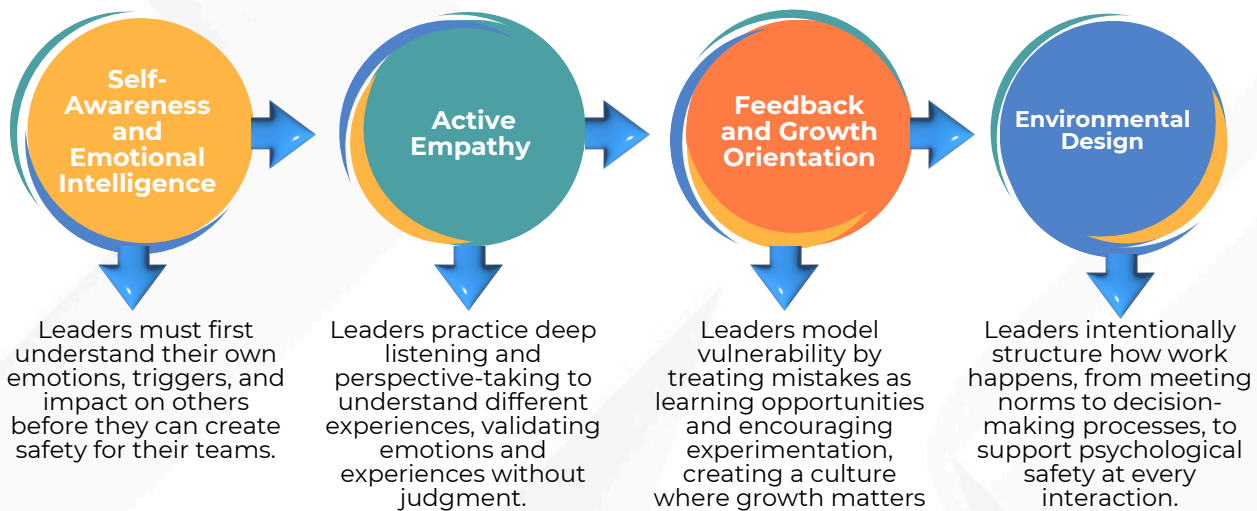 Self-
Awareness
and
Emotional
Intelligence
Active
Empathy
Feedback
and Growth
Orientation
Environmental
Design
Leaders must first
understand their own
emotions, triggers, and
impact on others
before they can create
safety for their teams.
Leaders practice deep
listening and
perspective-taking to
understand different
experiences, validating
emotions and
experiences without
judgment.
Leaders model
vulnerability by
treating mistakes as
learning opportunities
and encouraging
experimentation,
creating a culture
where growth matters
Leaders intentionally
structure how work
happens, from meeting
norms to decision-
making processes, to
support psychological
safety at every
interaction.